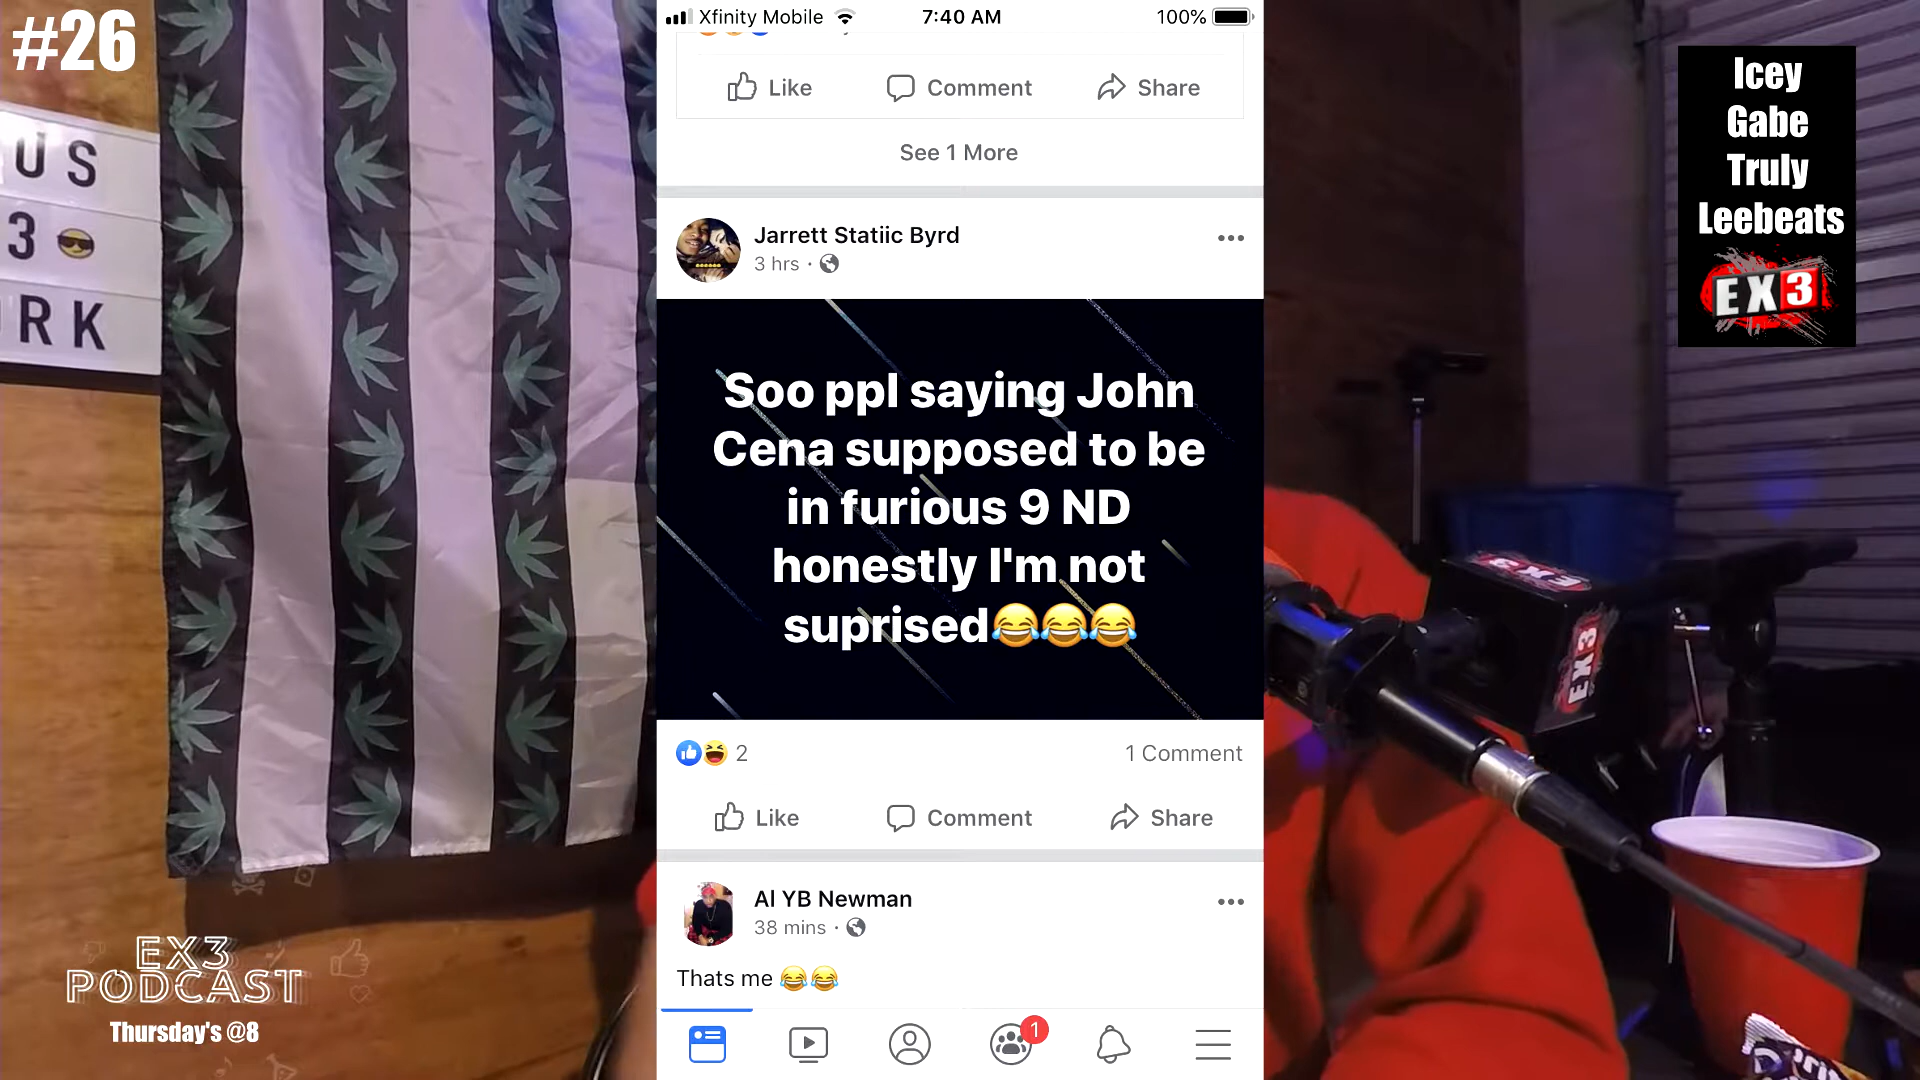 #26
U S
3 😎
R K
EX3
PODCAST
Thursday's @8
Xfinity Mobile
7:40 AM
100%
Like
Comment
Share
See 1 More
Jarrett Statiic Byrd
3 hrs ·
Soo ppl saying John
Cena supposed to be
in furious 9 ND
honestly I'm not
suprised😂😂😂
2
1 Comment
Like
Comment
Share
Al YB Newman
38 mins ·
Thats me 😂😂
1
Icey
Gabe
Truly
Leebeats
EX3
EX3
EX3